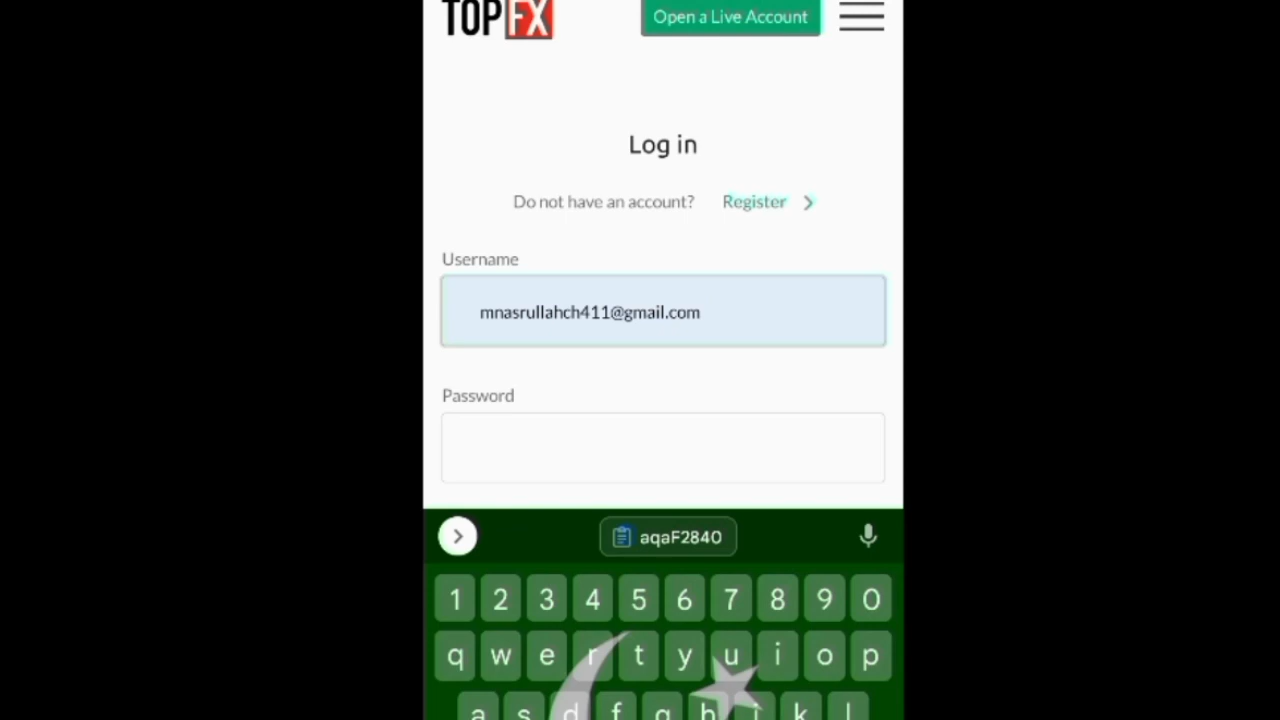 TOPFX
Open a Live Account
Log in
Do not have an account? Register
Username
mnasrullahch411@gmail.com
Password
aqaF2840
1 2 3 4 5 6 7 8 9 0
q w e r t y u i o p
a s d f g h j k l